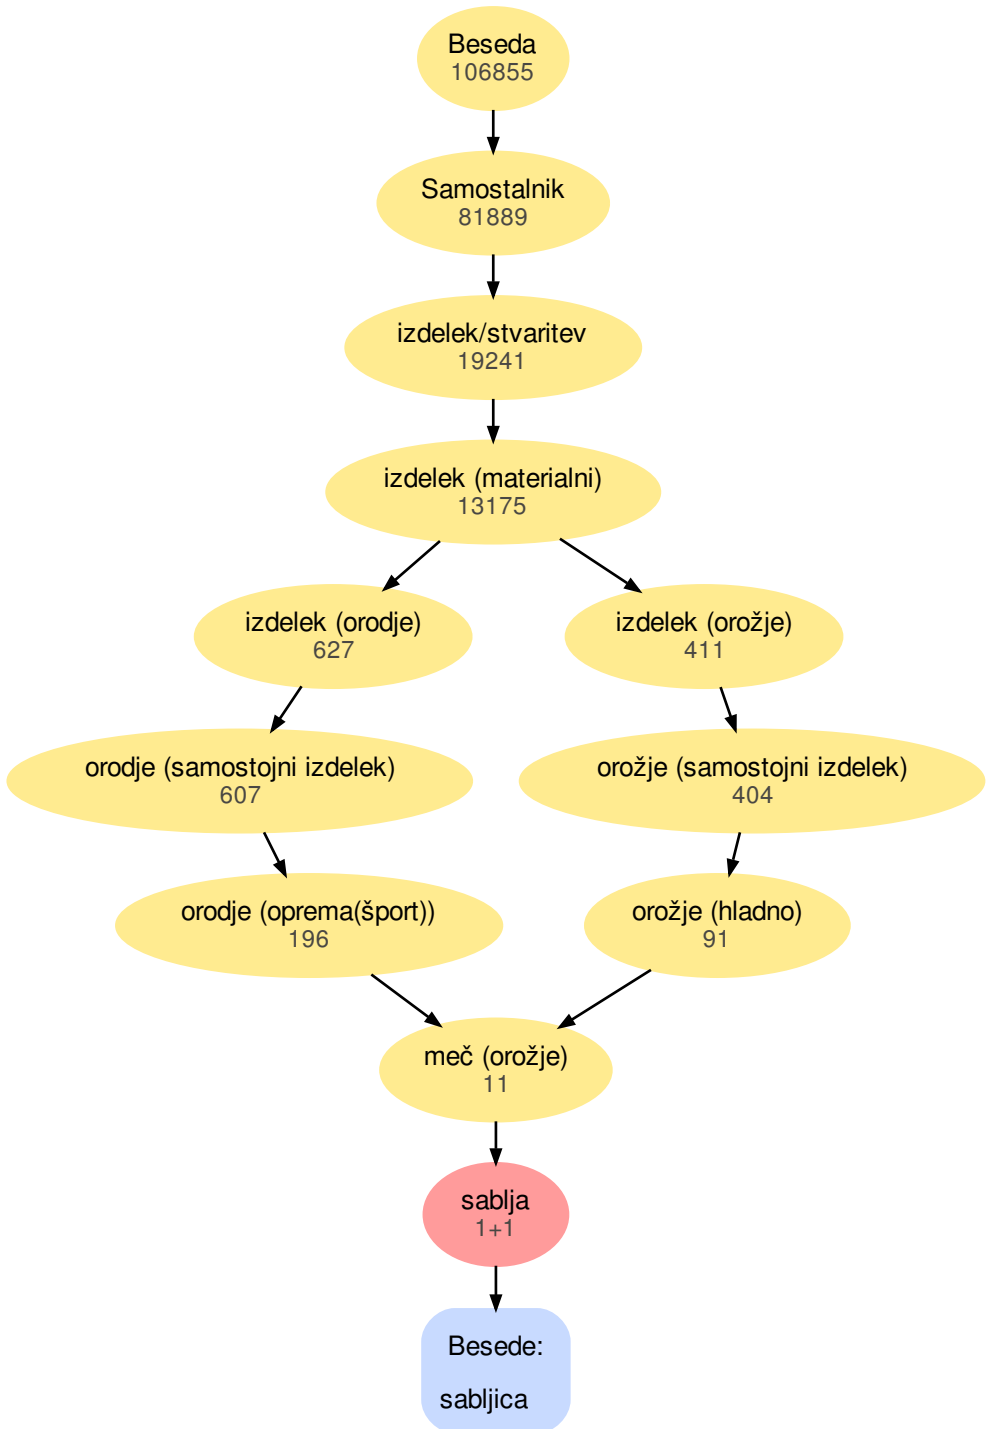 Beseda
106855
Samostalnik
81889
izdelek/stvaritev
19241
izdelek (materialni)
13175
izdelek (orodje)
627
izdelek (orožje)
411
orodje (samostojni izdelek)
607
orožje (samostojni izdelek)
404
orodje (oprema(šport))
196
orožje (hladno)
91
meč (orožje)
11
sablja
1+1
Besede:
sabljica